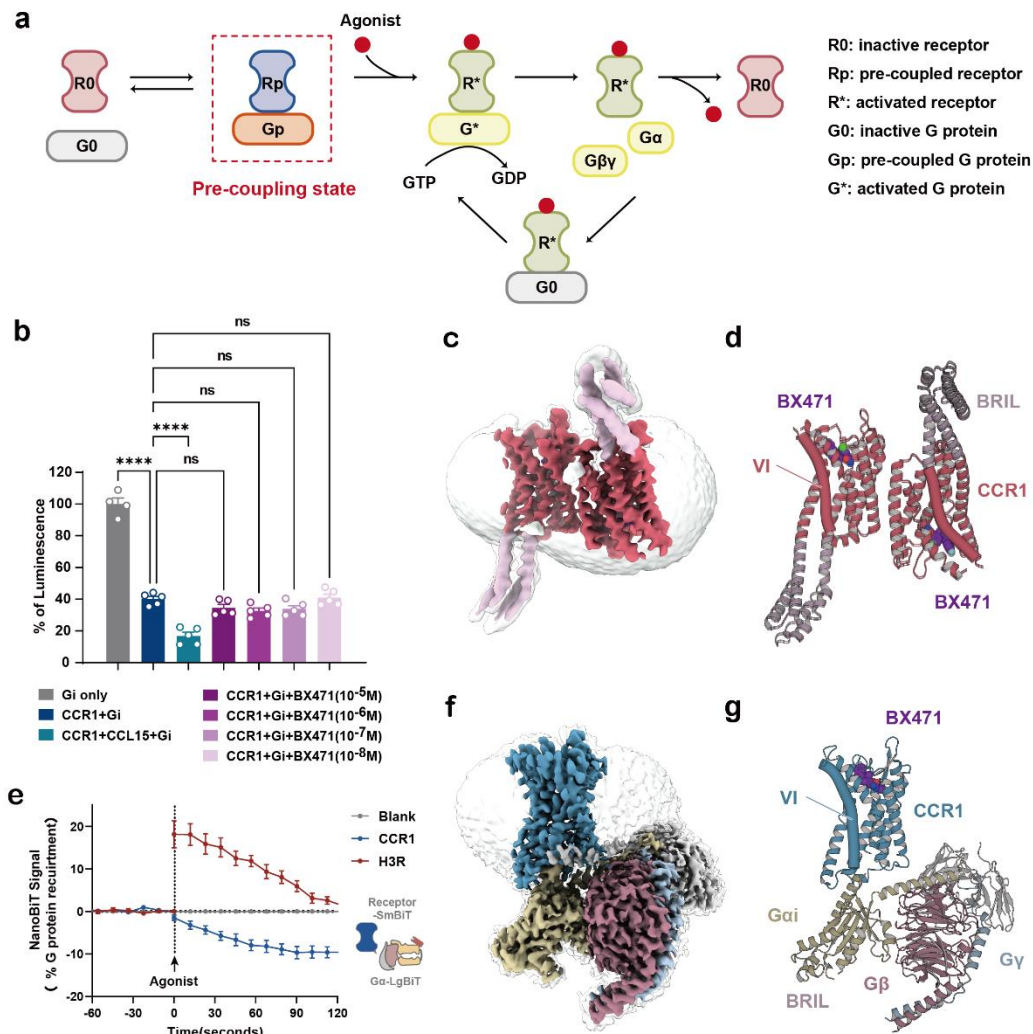 a
Agonist
R0
Rp
R*
R*
R0
G0
Gp
G*
Gα
Gβγ
Pre-coupling state
GTP
GDP
R*
G0
R0: inactive receptor
Rp: pre-coupled receptor
R*: activated receptor
G0: inactive G protein
Gp: pre-coupled G protein
G*: activated G protein
b
ns
ns
ns
****
****
ns
% of Luminescence
120
100
80
60
40
20
0
Gi only
CCR1+Gi
CCR1+CCL15+Gi
CCR1+Gi+BX471(10⁻⁵M)
CCR1+Gi+BX471(10⁻⁶M)
CCR1+Gi+BX471(10⁻⁷M)
CCR1+Gi+BX471(10⁻⁸M)
c
d
BX471
BRIL
VI
CCR1
BX471
e
NanoBiT Signal
( % G protein recuirtment)
20
10
0
-10
-20
-60
-30
0
30
60
90
120
Time(seconds)
Agonist
Blank
CCR1
H3R
Receptor
-SmBiT
Gα-LgBiT
f
g
BX471
VI
CCR1
Gαi
BRIL
Gβ
Gγ